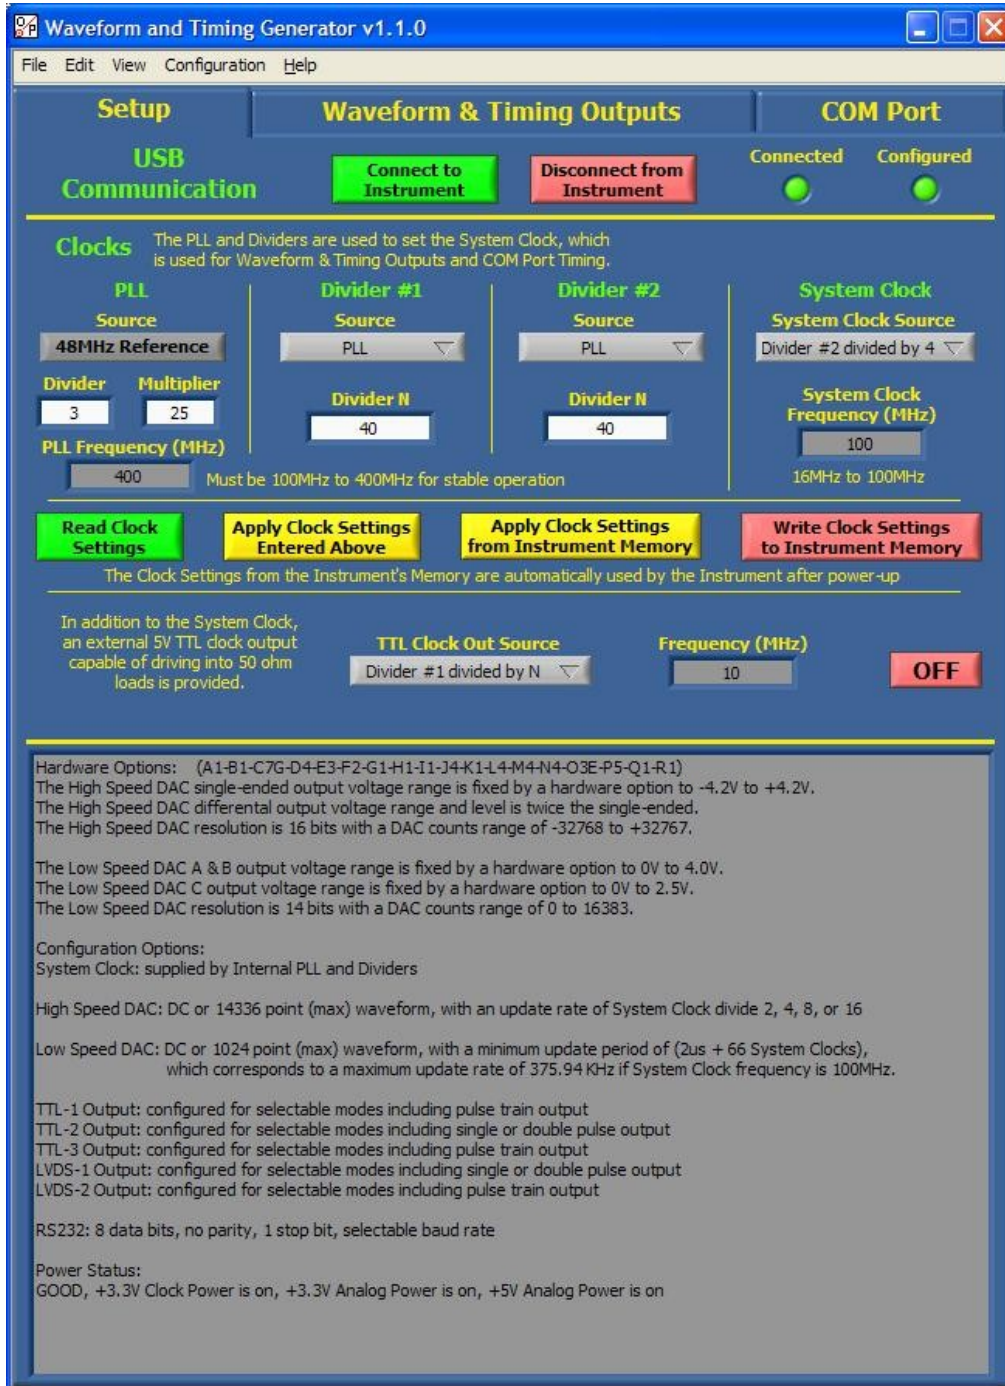 Waveform and Timing Generator v1.1.0
File Edit View Configuration Help
Setup
Waveform & Timing Outputs
COM Port
USB
Communication
Connect to
Instrument
Disconnect from
Instrument
Connected
Configured
Clocks
The PLL and Dividers are used to set the System Clock, which
is used for Waveform & Timing Outputs and COM Port Timing.
PLL
Source
48MHz Reference
Divider
Multiplier
3
25
PLL Frequency (MHz)
400
Must be 100MHz to 400MHz for stable operation
Divider #1
Source
PLL
Divider N
40
Divider #2
Source
PLL
Divider N
40
System Clock
System Clock Source
Divider #2 divided by 4
System Clock
Frequency (MHz)
100
16MHz to 100MHz
Read Clock
Settings
Apply Clock Settings
Entered Above
Apply Clock Settings
from Instrument Memory
Write Clock Settings
to Instrument Memory
The Clock Settings from the Instrument's Memory are automatically used by the Instrument after power-up
In addition to the System Clock,
an external 5V TTL clock output
capable of driving into 50 ohm
loads is provided.
TTL Clock Out Source
Divider #1 divided by N
Frequency (MHz)
10
OFF
Hardware Options: (A1-B1-C7G-D4-E3-F2-G1-H1-I1-J4-K1-L4-M4-N4-O3E-P5-Q1-R1)
The High Speed DAC single-ended output voltage range is fixed by a hardware option to -4.2V to +4.2V.
The High Speed DAC differental output voltage range and level is twice the single-ended.
The High Speed DAC resolution is 16 bits with a DAC counts range of -32768 to +32767.
The Low Speed DAC A & B output voltage range is fixed by a hardware option to 0V to 4.0V.
The Low Speed DAC C output voltage range is fixed by a hardware option to 0V to 2.5V.
The Low Speed DAC resolution is 14 bits with a DAC counts range of 0 to 16383.
Configuration Options:
System Clock: supplied by Internal PLL and Dividers
High Speed DAC: DC or 14336 point (max) waveform, with an update rate of System Clock divide 2, 4, 8, or 16
Low Speed DAC: DC or 1024 point (max) waveform, with a minimum update period of (2us + 66 System Clocks),
which corresponds to a maximum update rate of 375.94 KHz if System Clock frequency is 100MHz.
TTL-1 Output: configured for selectable modes including pulse train output
TTL-2 Output: configured for selectable modes including single or double pulse output
TTL-3 Output: configured for selectable modes including pulse train output
LVDS-1 Output: configured for selectable modes including single or double pulse output
LVDS-2 Output: configured for selectable modes including pulse train output
RS232: 8 data bits, no parity, 1 stop bit, selectable baud rate
Power Status:
GOOD, +3.3V Clock Power is on, +3.3V Analog Power is on, +5V Analog Power is on